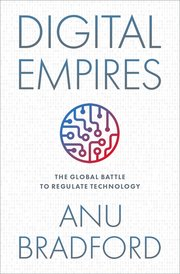 DIGITAL
EMPIRES
THE GLOBAL BATTLE
TO REGULATE TECHNOLOGY
ANU
BRADFORD